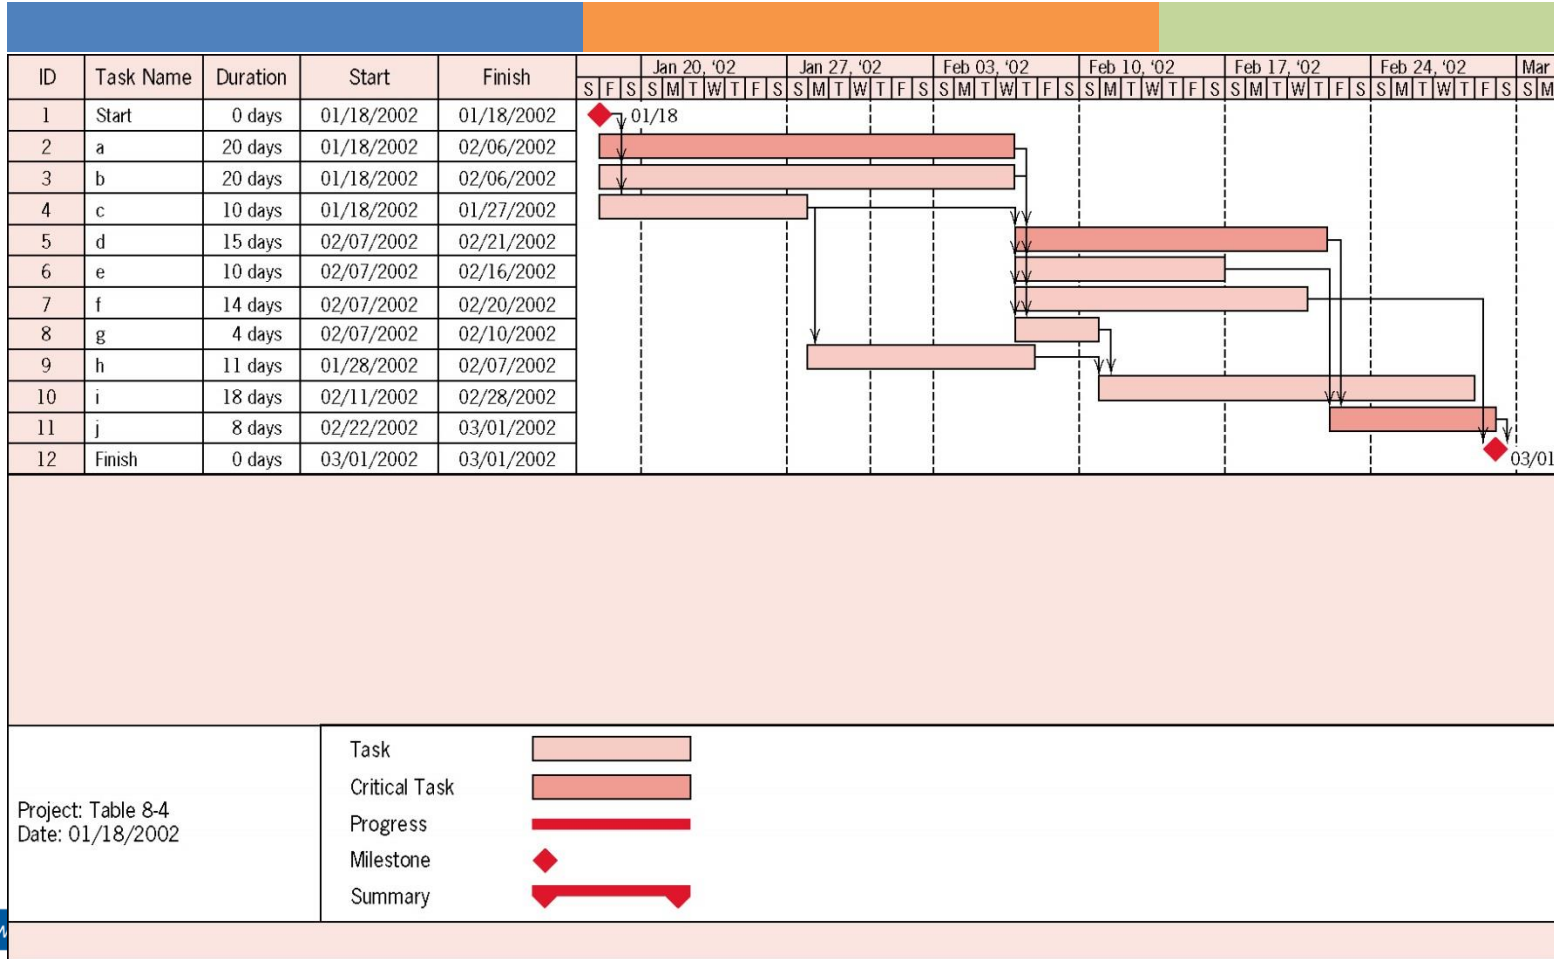 ID Task Name Duration Start Finish Jan 20, '02 Jan 27, '02 Feb 03, '02 Feb 10, '02 Feb 17, '02 Feb 24, '02 Mar
S F S S M T W T F S S M T W T F S S M T W T F S S M T W T F S S M T W T F S S M T W T F S S M
1 Start 0 days 01/18/2002 01/18/2002 01/18
2 a 20 days 01/18/2002 02/06/2002
3 b 20 days 01/18/2002 02/06/2002
4 c 10 days 01/18/2002 01/27/2002
5 d 15 days 02/07/2002 02/21/2002
6 e 10 days 02/07/2002 02/16/2002
7 f 14 days 02/07/2002 02/20/2002
8 g 4 days 02/07/2002 02/10/2002
9 h 11 days 01/28/2002 02/07/2002
10 i 18 days 02/11/2002 02/28/2002
11 j 8 days 02/22/2002 03/01/2002
12 Finish 0 days 03/01/2002 03/01/2002 03/01
Project: Table 8-4
Date: 01/18/2002
Task
Critical Task
Progress
Milestone
Summary